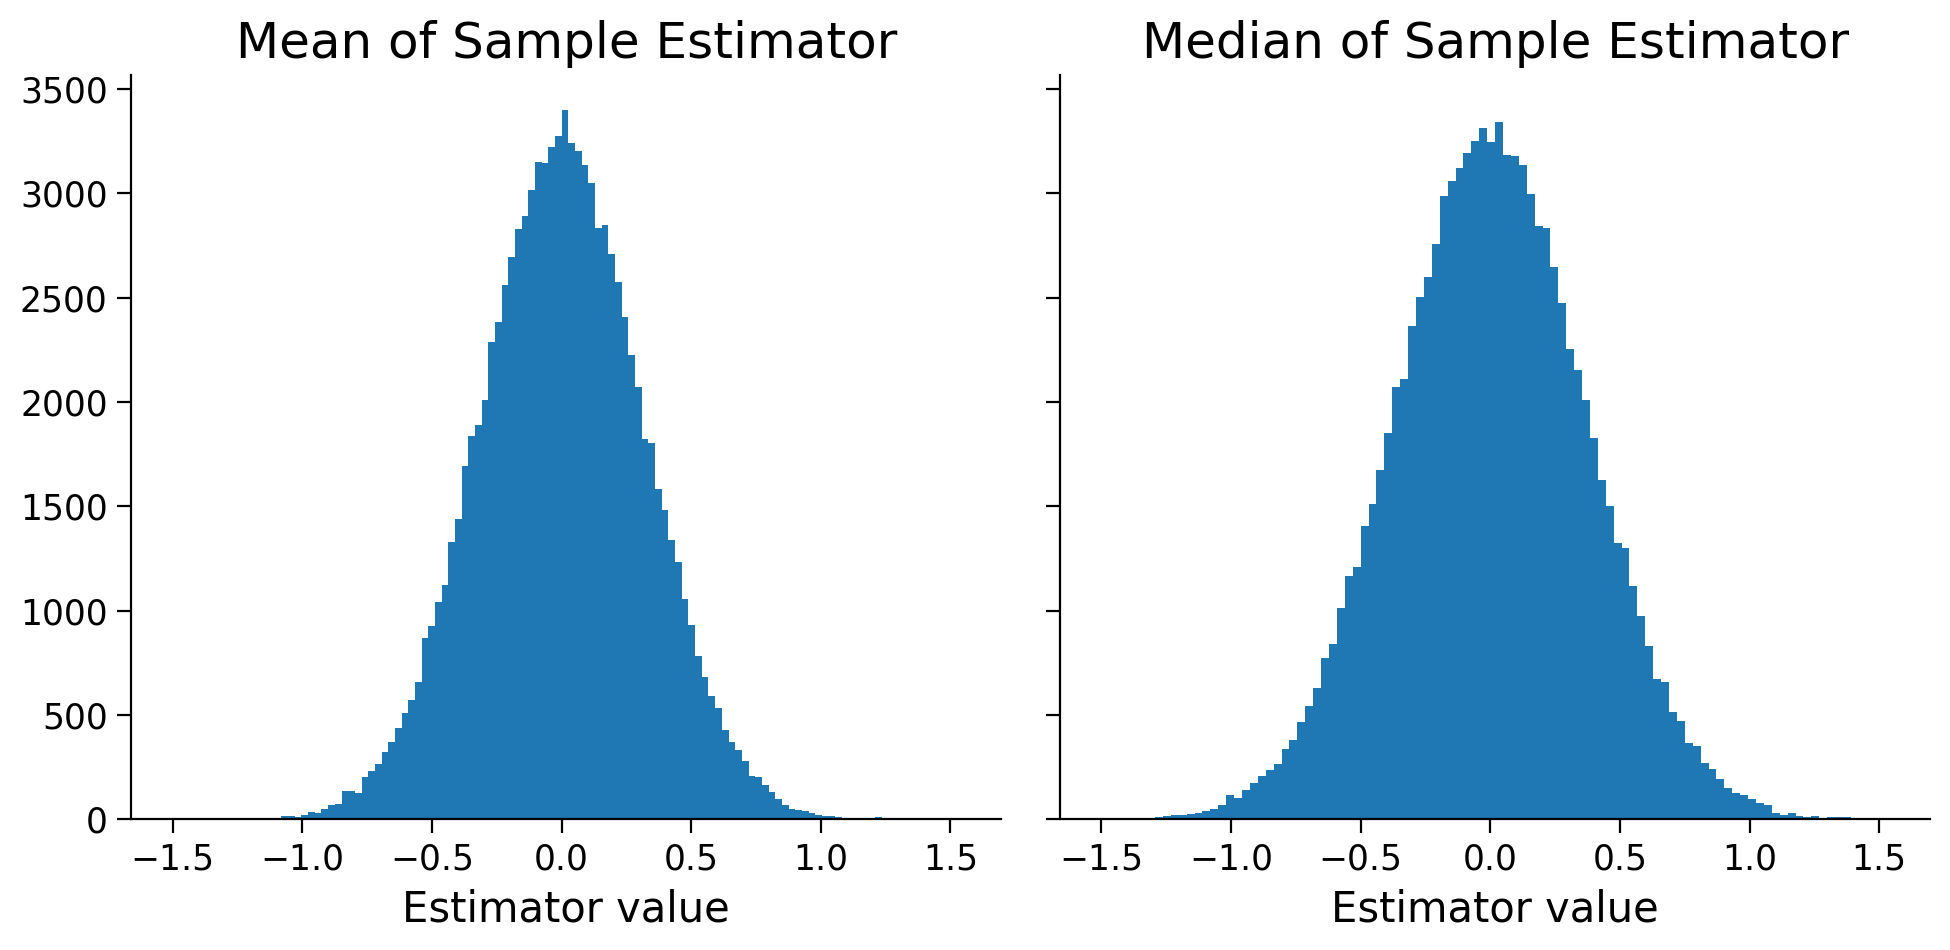 Mean of Sample Estimator
3500
3000
2500
2000
1500
1000
500
0
−1.5 −1.0 −0.5 0.0 0.5 1.0 1.5
Estimator value
Median of Sample Estimator
−1.5 −1.0 −0.5 0.0 0.5 1.0 1.5
Estimator value